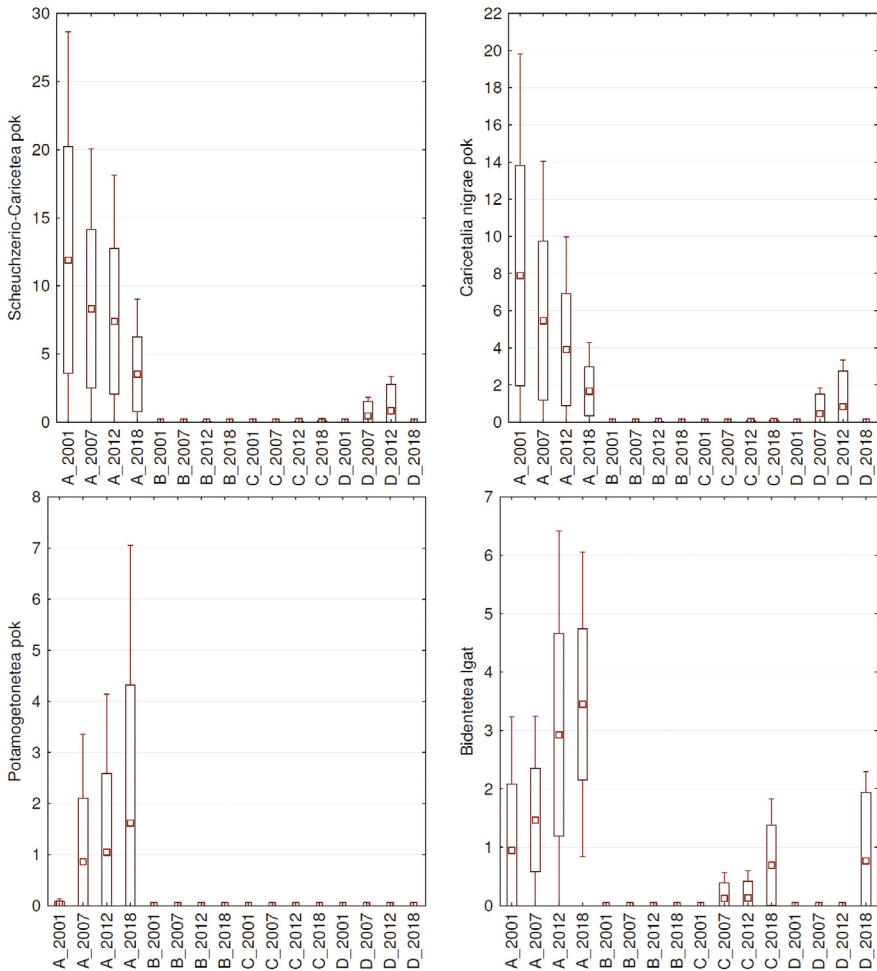 Scheuchzerio-Caricetea pok
30
25
20
15
10
5
0
A_2001
A_2007
A_2012
A_2018
B_2001
B_2007
B_2012
B_2018
C_2001
C_2007
C_2012
C_2018
D_2001
D_2007
D_2012
D_2018
Caricetalia nigrae pok
22
20
18
16
14
12
10
8
6
4
2
0
A_2001
A_2007
A_2012
A_2018
B_2001
B_2007
B_2012
B_2018
C_2001
C_2007
C_2012
C_2018
D_2001
D_2007
D_2012
D_2018
Potamogetonetea pok
8
7
6
5
4
3
2
1
0
A_2001
A_2007
A_2012
A_2018
B_2001
B_2007
B_2012
B_2018
C_2001
C_2007
C_2012
C_2018
D_2001
D_2007
D_2012
D_2018
Bidentetea lgat
7
6
5
4
3
2
1
0
A_2001
A_2007
A_2012
A_2018
B_2001
B_2007
B_2012
B_2018
C_2001
C_2007
C_2012
C_2018
D_2001
D_2007
D_2012
D_2018